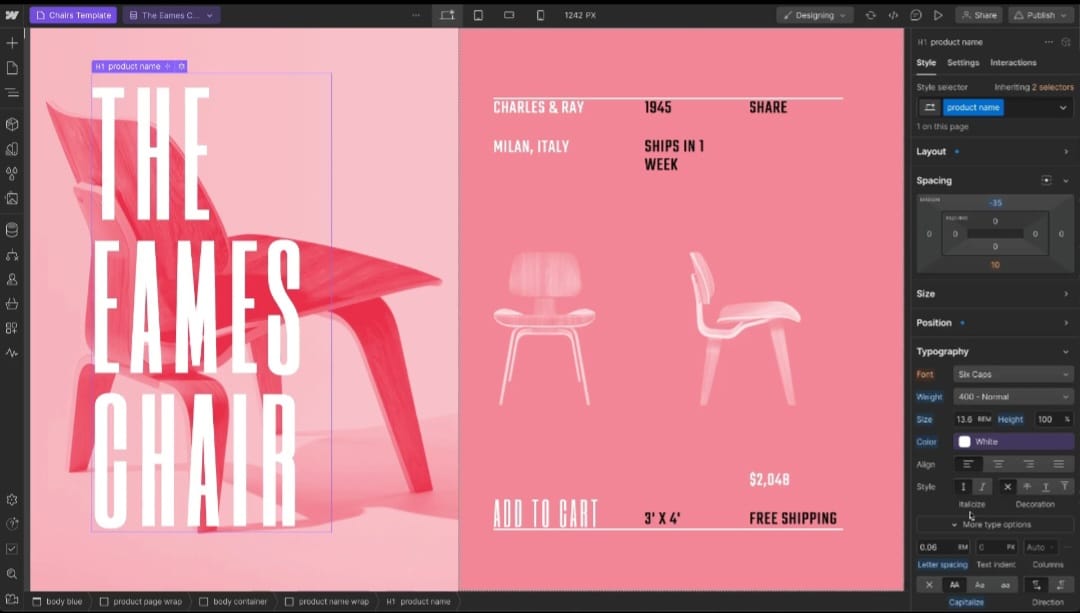 Chairs Template
The Eames C...
1242 PX
Designing
Share
Publish
H1 product name
THE
EAMES
CHAIR
CHARLES & RAY
1945
SHARE
MILAN, ITALY
SHIPS IN 1
WEEK
$2,048
ADD TO CART
3' X 4'
FREE SHIPPING
H1 product name
Style
Settings
Interactions
Style selector
Inheriting 2 selectors
product name
1 on this page
Layout
Spacing
MARGIN
-35
PADDING
0
0
0
0
0
0
10
Size
Position
Typography
Font
Six Caps
Weight
400 - Normal
Size
13.6 REM
Height
100 %
Color
White
Align
Style
Italicize
Decoration
More type options
0.06
0 PX
Auto
Letter spacing
Text indent
Columns
AA
Aa
aa
Capitalize
Direction
body blue
product page wrap
body container
product name wrap
H1 product name